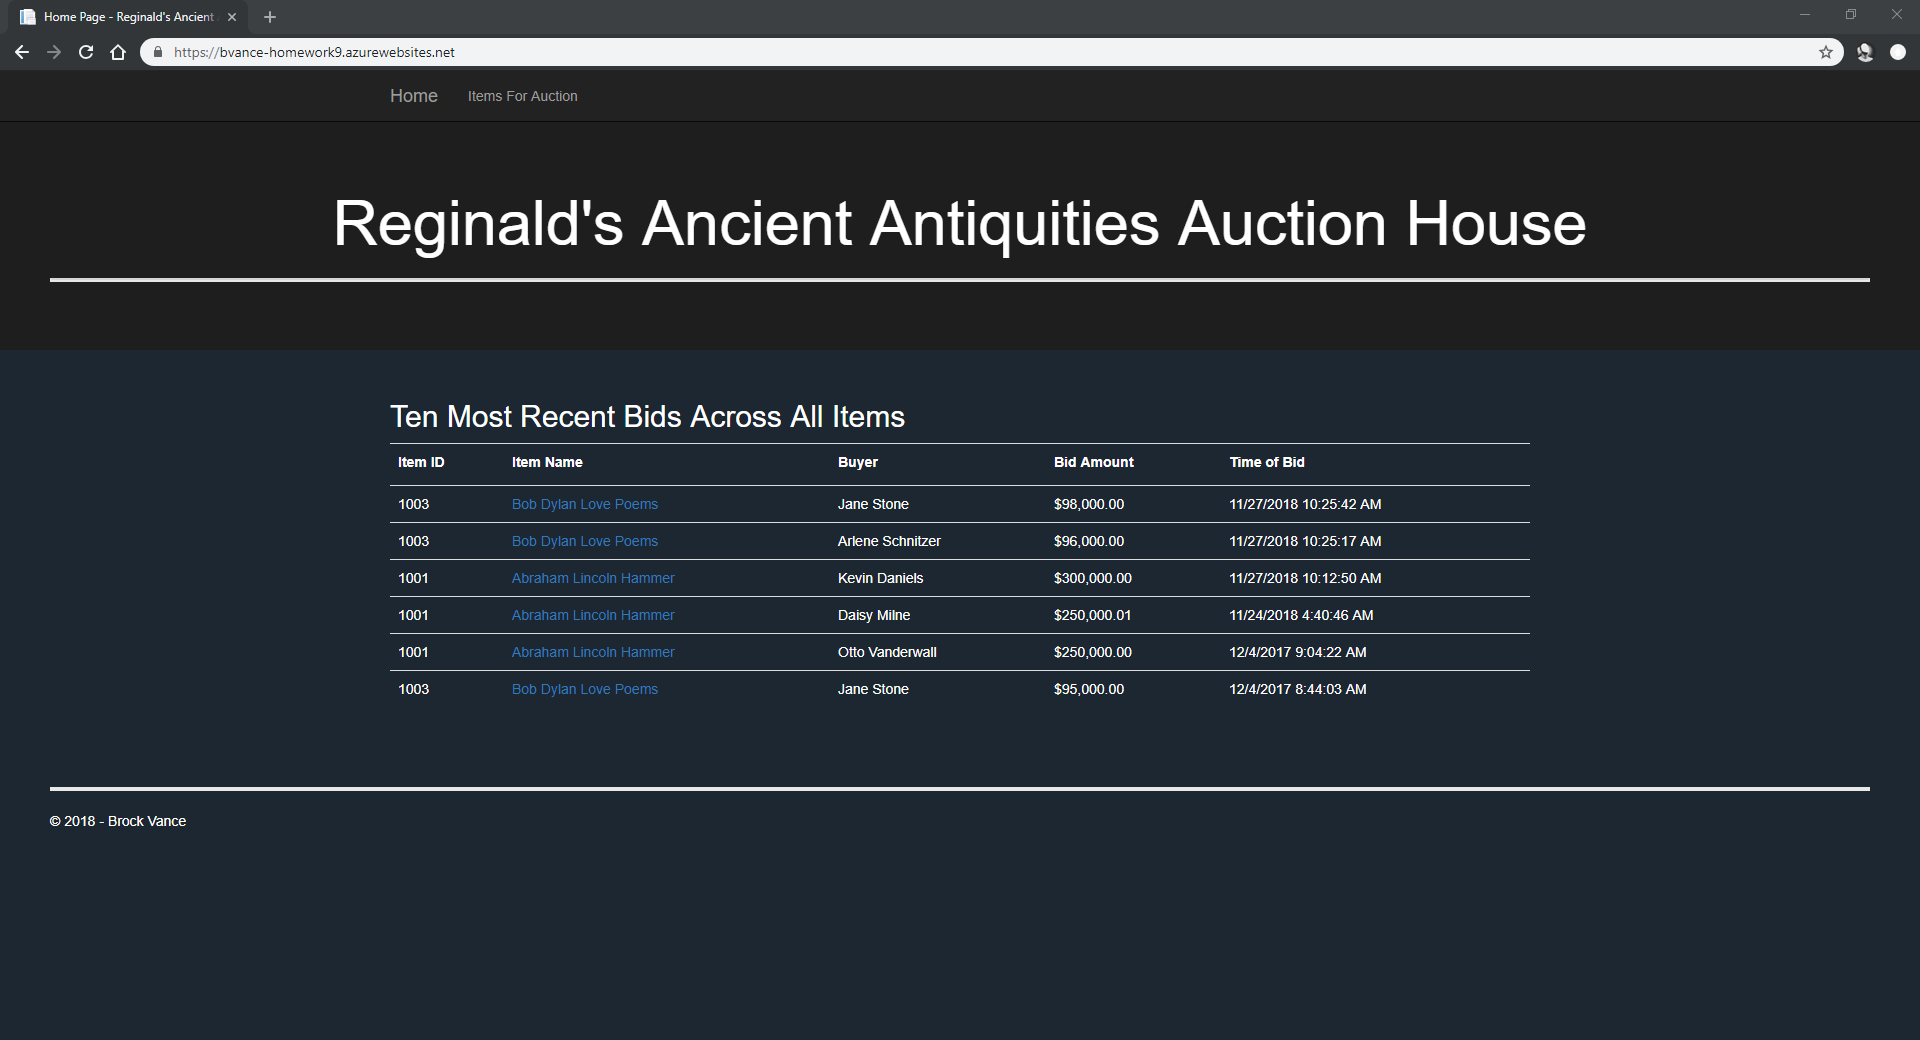 Home Page - Reginald's Ancient
https://bvance-homework9.azurewebsites.net
Home Items For Auction
Reginald's Ancient Antiquities Auction House
Ten Most Recent Bids Across All Items
Item ID Item Name Buyer Bid Amount Time of Bid
1003 Bob Dylan Love Poems Jane Stone $98,000.00 11/27/2018 10:25:42 AM
1003 Bob Dylan Love Poems Arlene Schnitzer $96,000.00 11/27/2018 10:25:17 AM
1001 Abraham Lincoln Hammer Kevin Daniels $300,000.00 11/27/2018 10:12:50 AM
1001 Abraham Lincoln Hammer Daisy Milne $250,000.01 11/24/2018 4:40:46 AM
1001 Abraham Lincoln Hammer Otto Vanderwall $250,000.00 12/4/2017 9:04:22 AM
1003 Bob Dylan Love Poems Jane Stone $95,000.00 12/4/2017 8:44:03 AM
© 2018 - Brock Vance